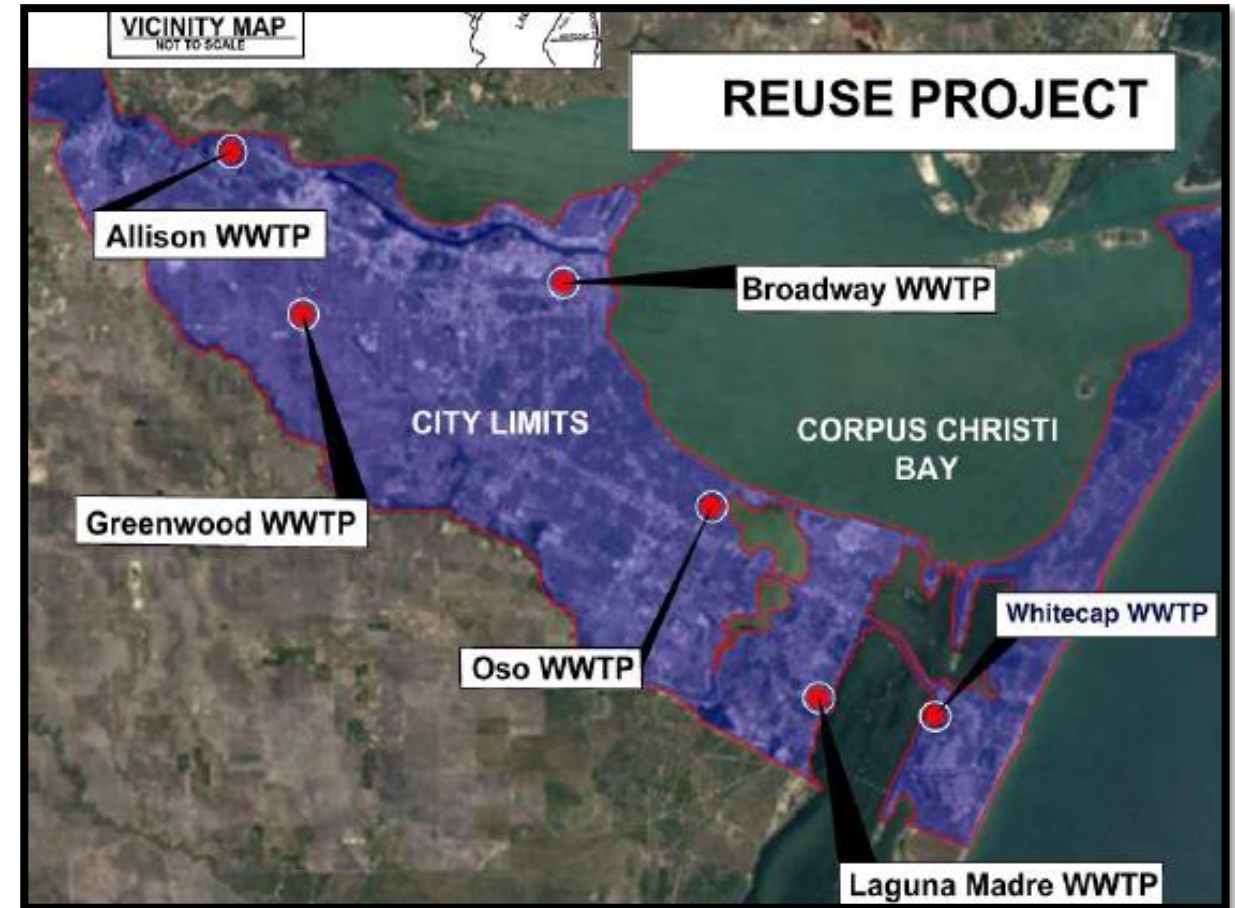 VICINITY MAP
NOT TO SCALE
REUSE PROJECT
Allison WWTP
Broadway WWTP
CITY LIMITS
CORPUS CHRISTI
BAY
Greenwood WWTP
Whitecap WWTP
Oso WWTP
Laguna Madre WWTP